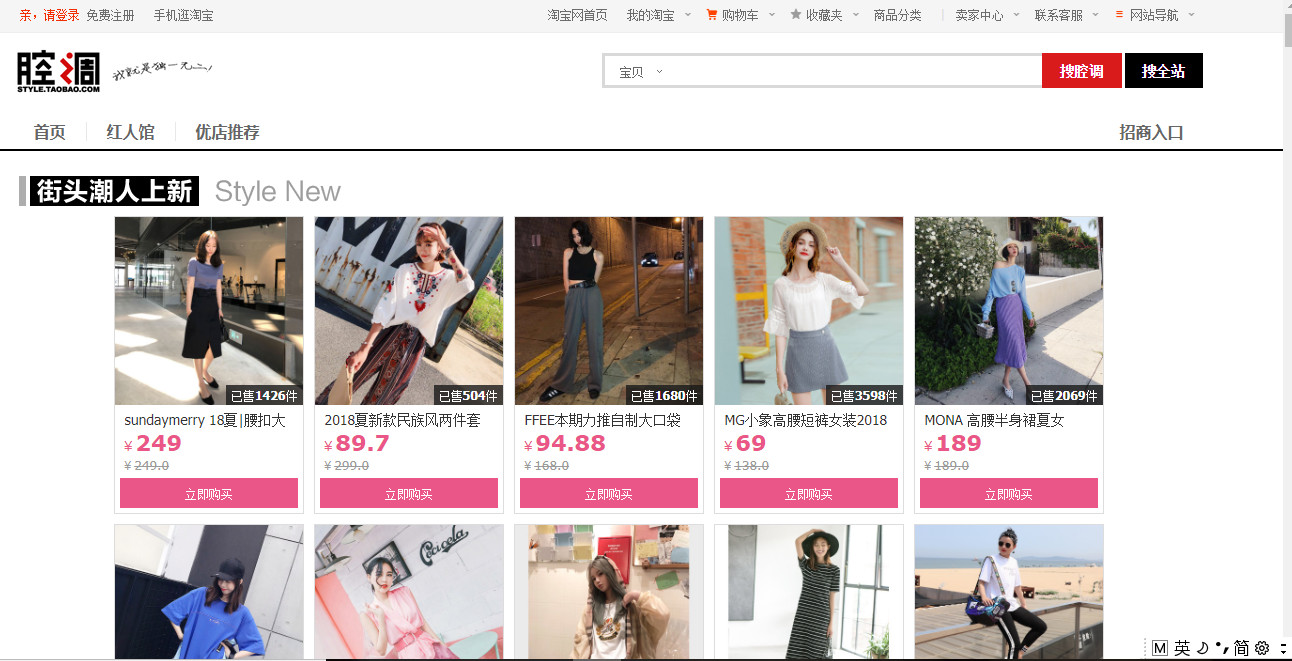 亲，请登录 免费注册 手机逛淘宝 淘宝网首页 我的淘宝 购物车 收藏夹 商品分类 卖家中心 联系客服 网站导航
腔调 我就是独一无二
STYLE.TAOBAO.COM
宝贝 搜腔调 搜全站
首页 红人馆 优店推荐 招商入口
街头潮人上新 Style New
已售1426件 已售504件 已售1680件 已售3598件 已售2069件
sundaymerry 18夏|腰扣大 2018夏新款民族风两件套 FFEE本期力推自制大口袋 MG小象高腰短裤女装2018 MONA 高腰半身裙夏女
¥249 ¥89.7 ¥94.88 ¥69 ¥189
¥249.0 ¥299.0 ¥168.0 ¥138.0 ¥189.0
立即购买 立即购买 立即购买 立即购买 立即购买
M 英 简